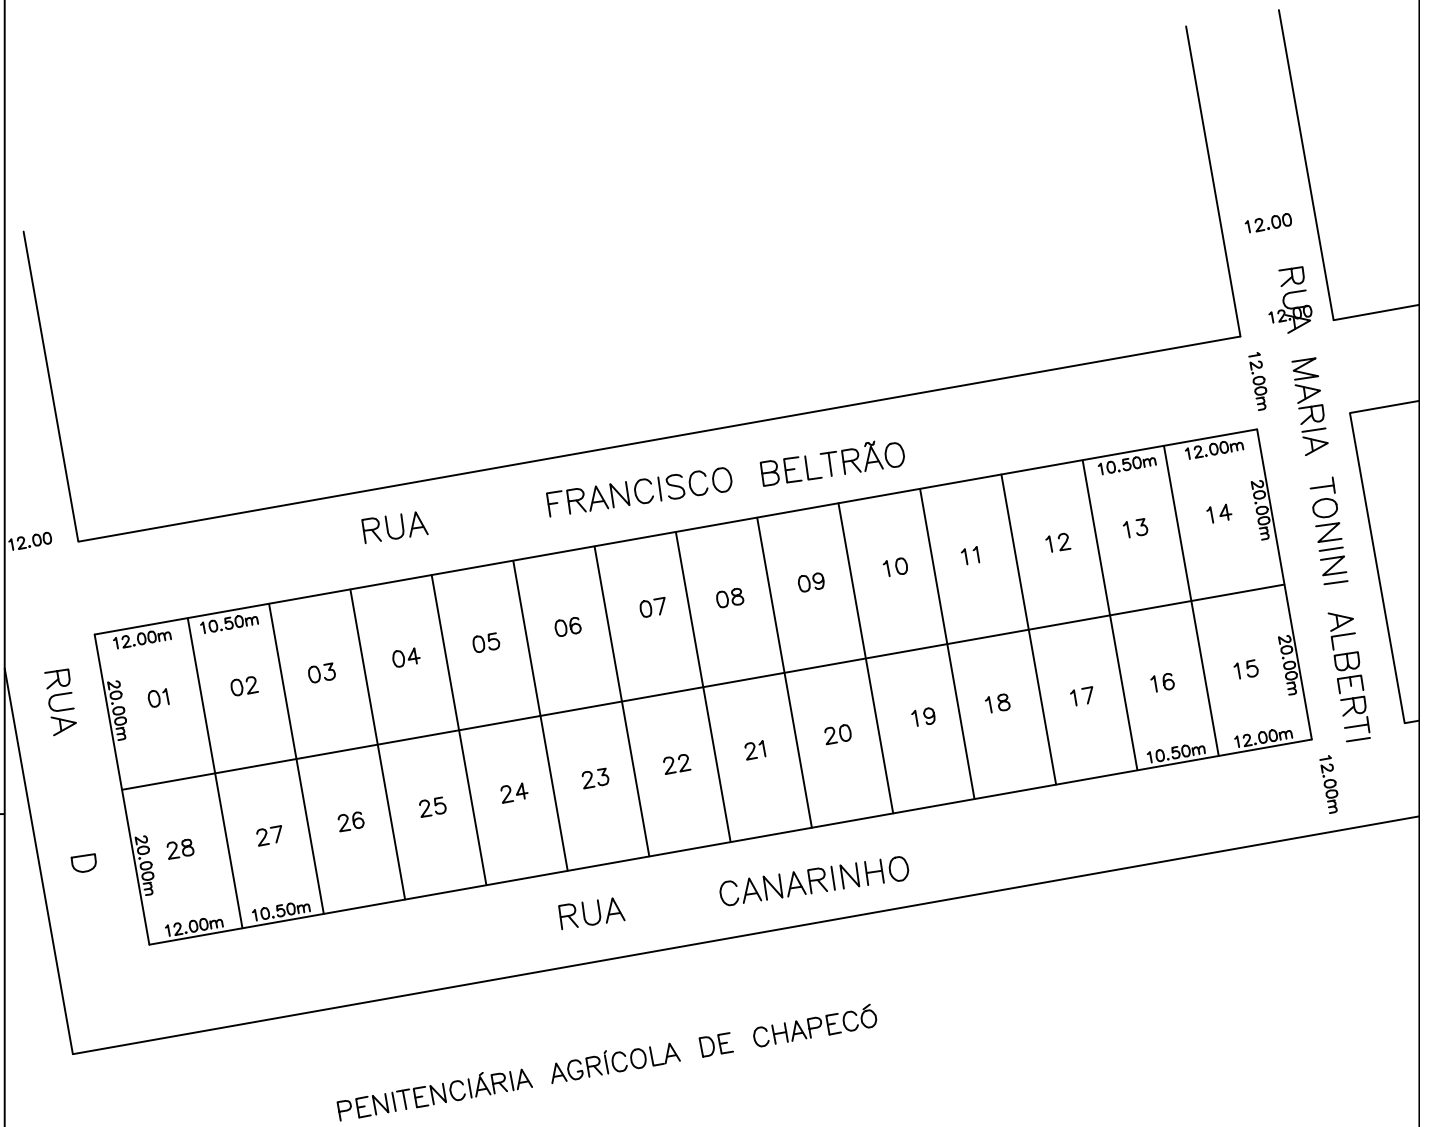 12.00
12.00
12.00m
RUA MARIA TONINI ALBERTI
RUA FRANCISCO BELTRÃO
12.00
12.00m
10.50m
10.50m
12.00m
20.00m
01
02
03
04
05
06
07
08
09
10
11
12
13
14
20.00m
RUA D
20.00m
28
27
26
25
24
23
22
21
20
19
18
17
16
15
20.00m
12.00m
10.50m
10.50m
12.00m
12.00m
RUA CANARINHO
PENITENCIÁRIA AGRÍCOLA DE CHAPECÓ